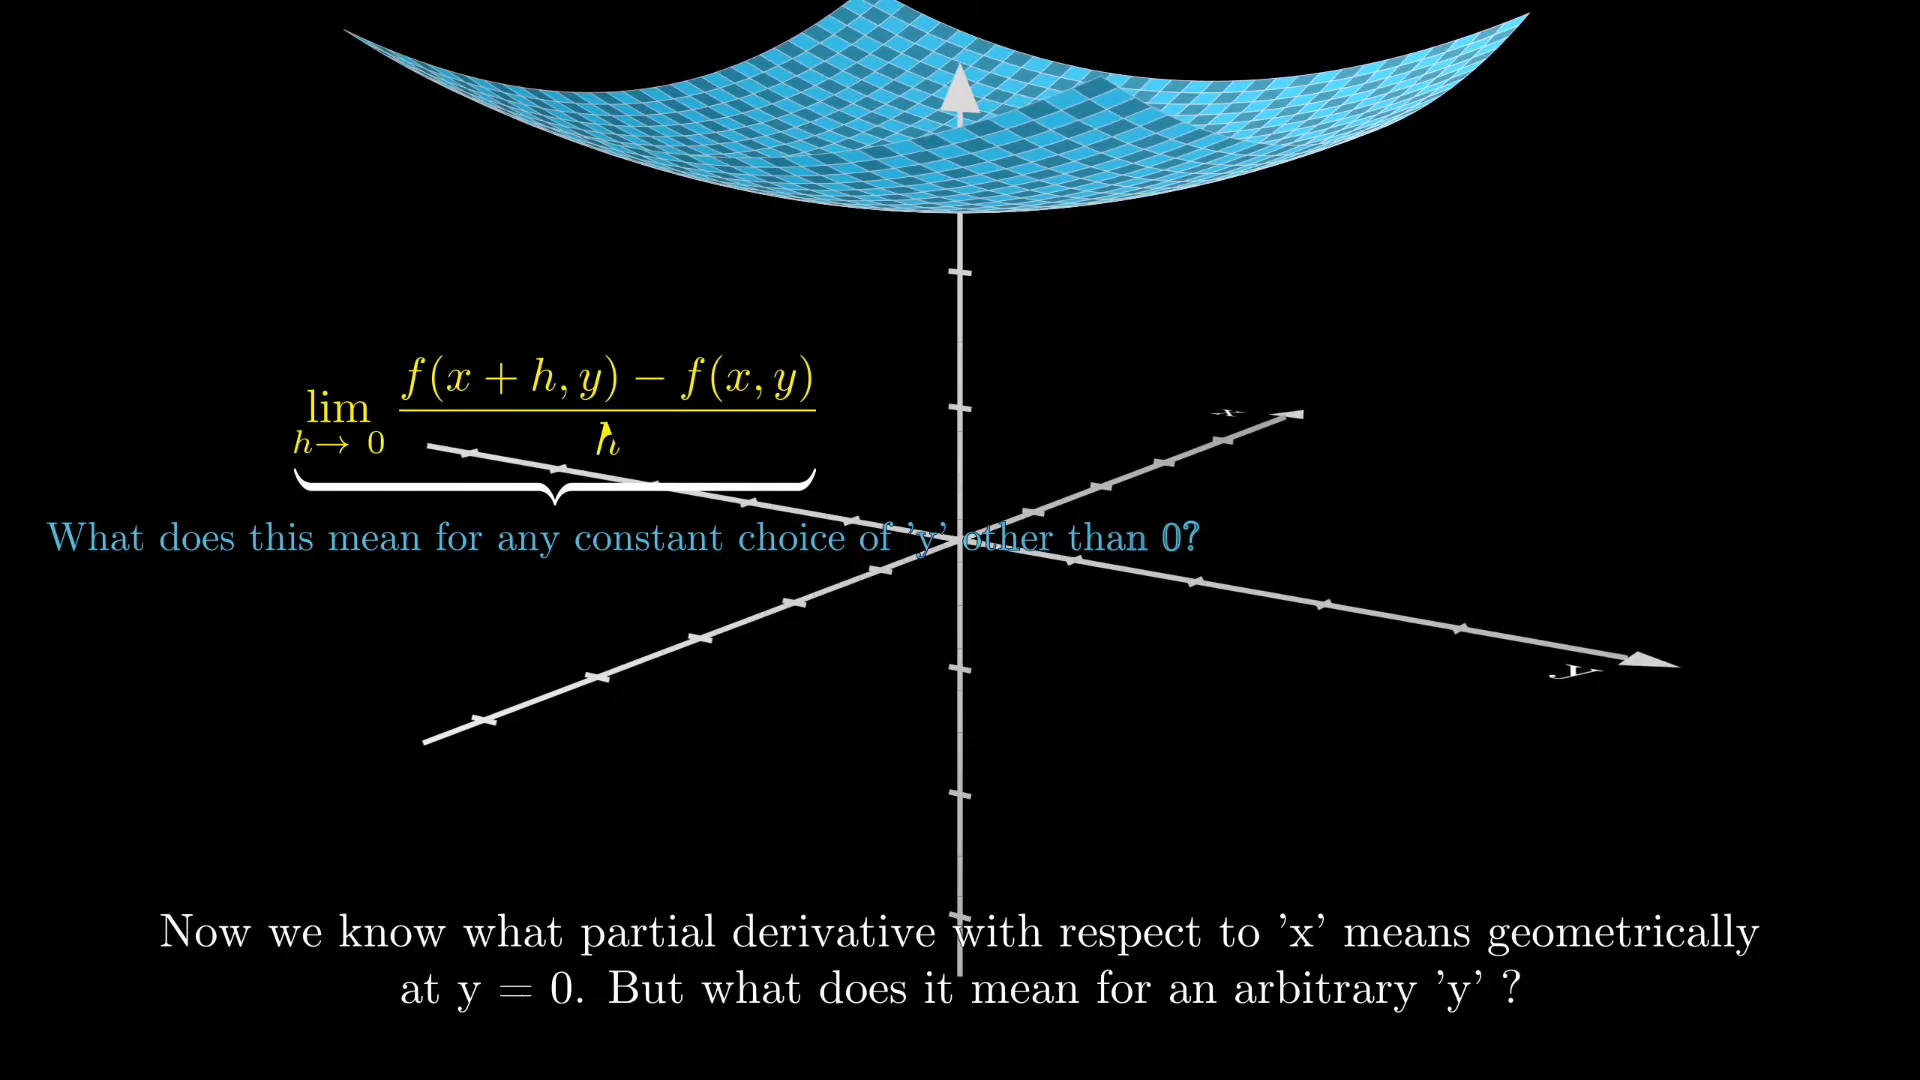 f(x + h, y) − f(x, y)
lim
h→ 0
h
What does this mean for any constant choice of 'y' other than 0?
x
y
Now we know what partial derivative with respect to 'x' means geometrically
at y = 0. But what does it mean for an arbitrary 'y' ?